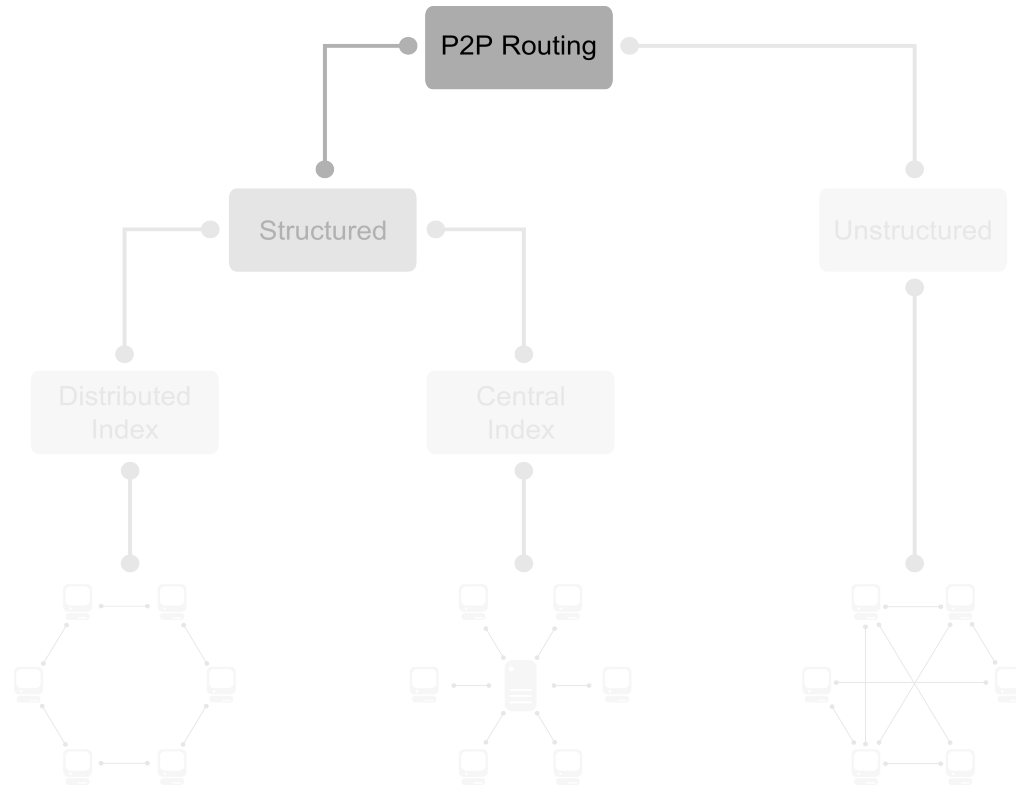 P2P Routing
Structured
Unstructured
Distributed
Index
Central
Index